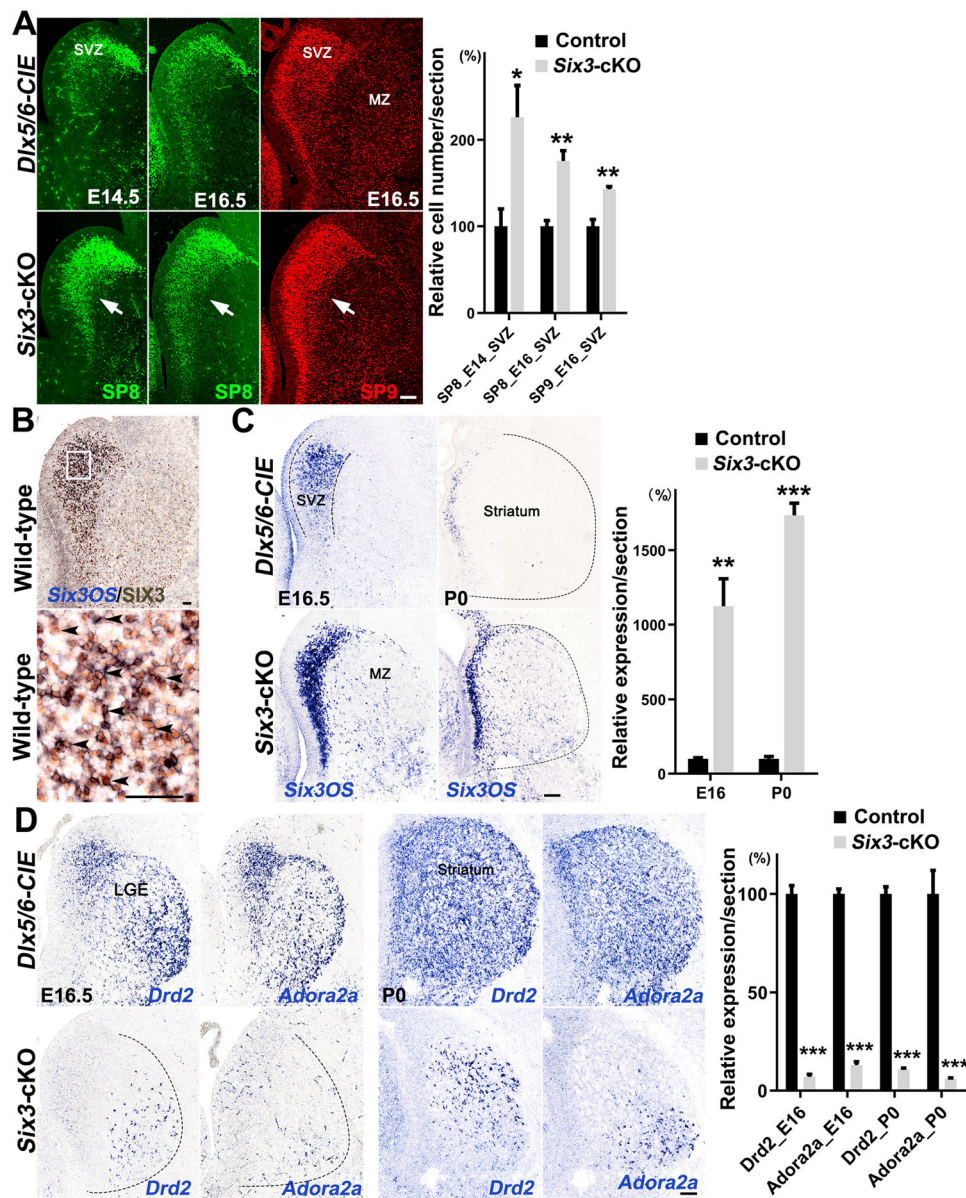 A
Dlx5/6-CIE
SVZ
E14.5
E16.5
SVZ
MZ
E16.5
Six3-cKO
SP8
SP8
SP9
Control
Six3-cKO
(%)
*
**
**
200
100
0
Relative cell number/section
SP8_E14_SVZ
SP8_E16_SVZ
SP9_E16_SVZ
B
Wild-type
Six3OS/SIX3
Wild-type
C
Dlx5/6-CIE
SVZ
E16.5
Striatum
P0
Six3-cKO
MZ
Six3OS
Six3OS
Control
Six3-cKO
(%)
***
**
1500
1000
500
0
Relative expression/section
E16
P0
D
Dlx5/6-CIE
LGE
E16.5
Drd2
Adora2a
Striatum
P0
Drd2
Adora2a
Six3-cKO
Drd2
Adora2a
Drd2
Adora2a
Control
Six3-cKO
(%)
100
50
0
***
***
***
***
Relative expression/section
Drd2_E16
Adora2a_E16
Drd2_P0
Adora2a_P0